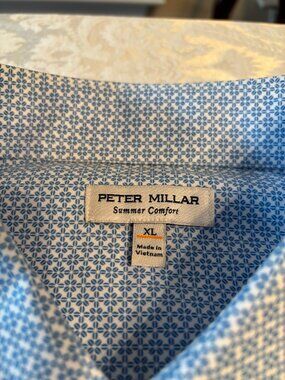 PETER MILLAR
Summer Comfort
XL
Made in
Vietnam